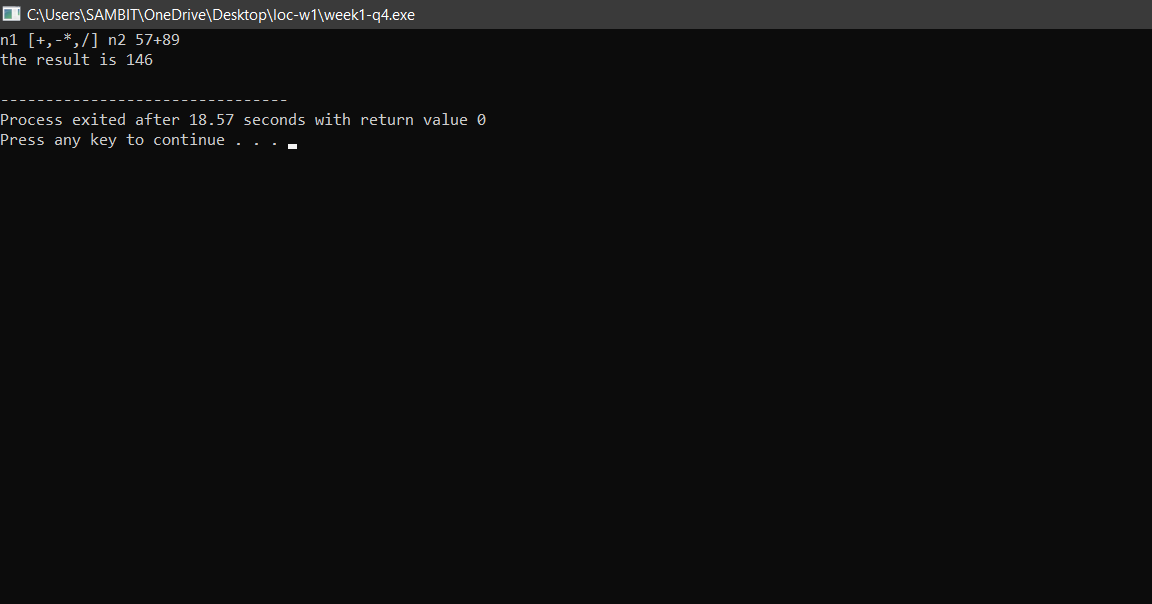 C:\Users\SAMBIT\OneDrive\Desktop\loc-w1\week1-q4.exe
n1 [+,-*,/] n2 57+89
the result is 146
--------------------------------
Process exited after 18.57 seconds with return value 0
Press any key to continue . . .